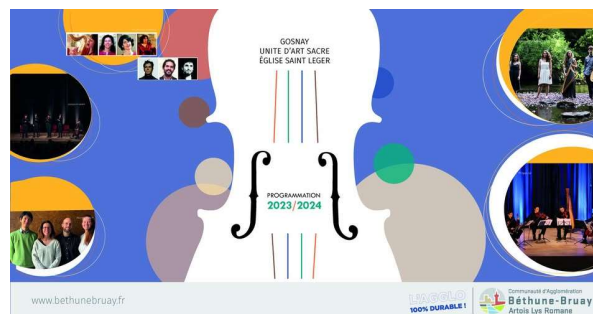 GOSNAY
UNITE D'ART SACRE
ÉGLISE SAINT LEGER
PROGRAMMATION
2023/2024
www.bethunebruay.fr
L'AGGLO
100% DURABLE !
Communauté d'Agglomération
Béthune-Bruay
Artois Lys Romane